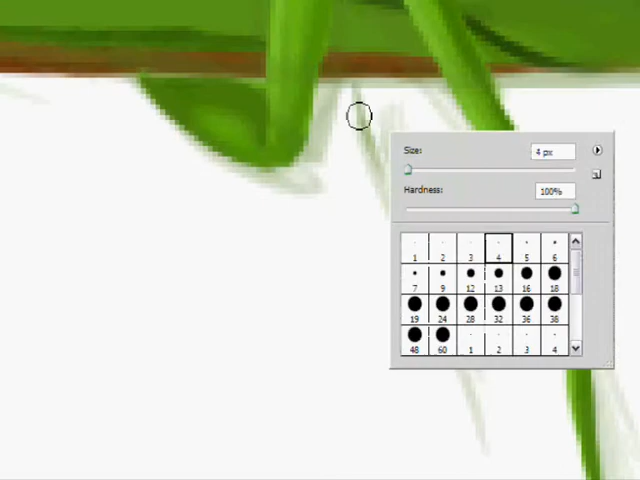 Size: 4 px
Hardness: 100%
1 2 3 4 5 6
7 9 12 13 16 18
19 24 28 32 36 38
48 60 1 2 3 4